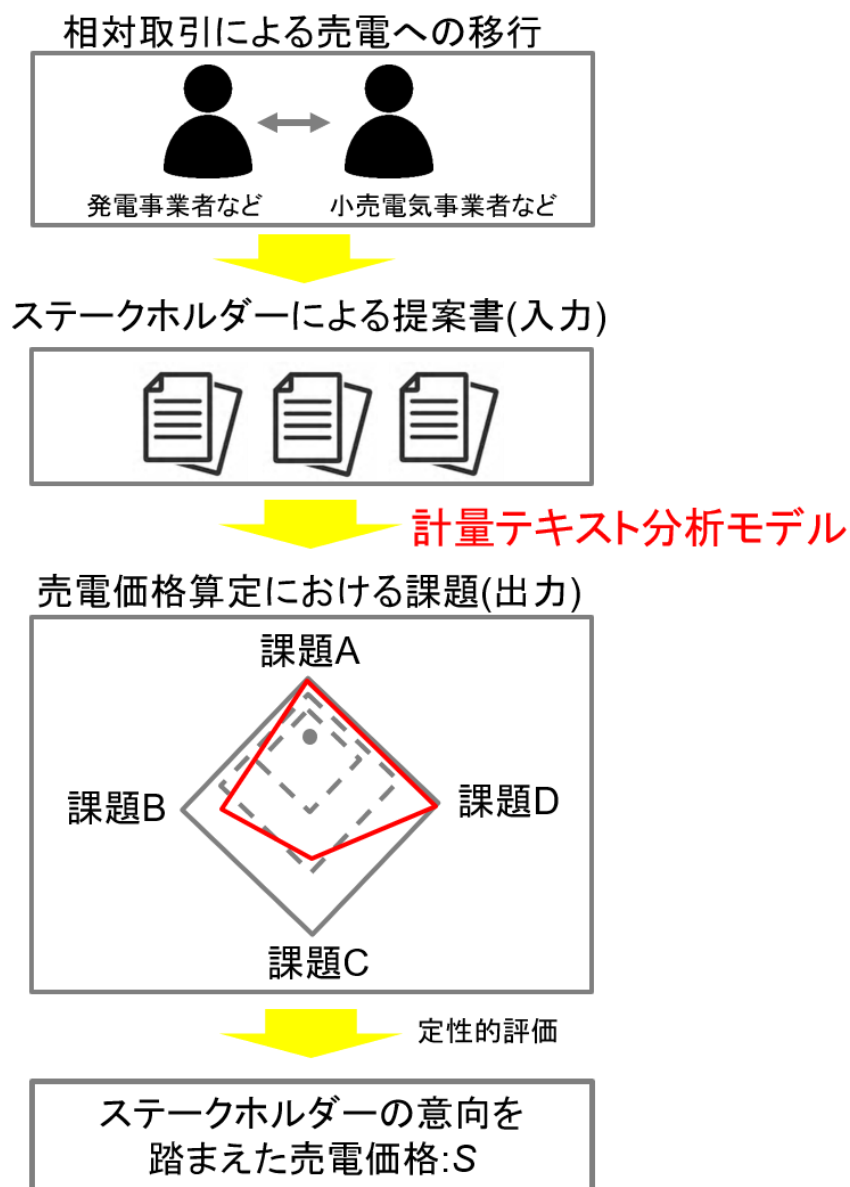 相対取引による売電への移行
発電事業者など
小売電気事業者など
ステークホルダーによる提案書(入力)
計量テキスト分析モデル
売電価格算定における課題(出力)
課題A
課題B
課題D
課題C
定性的評価
ステークホルダーの意向を
踏まえた売電価格:S